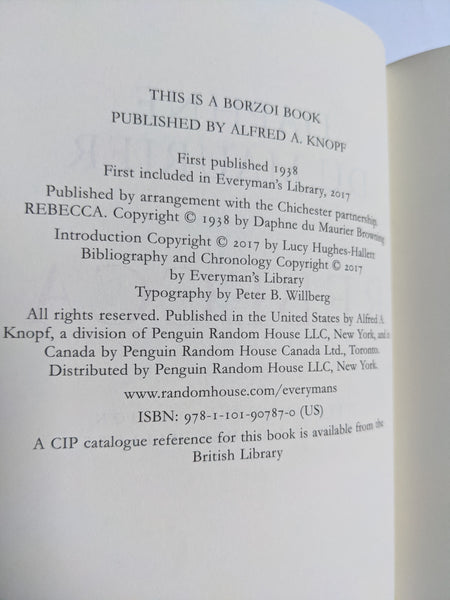 THIS IS A BORZOI BOOK
PUBLISHED BY ALFRED A. KNOPF
First published 1938
First included in Everyman's Library, 2017
Published by arrangement with the Chichester partnership.
REBECCA. Copyright © 1938 by Daphne du Maurier Browning
Introduction Copyright © 2017 by Lucy Hughes-Hallett
Bibliography and Chronology Copyright © 2017
by Everyman's Library
Typography by Peter B. Willberg
All rights reserved. Published in the United States by Alfred A.
Knopf, a division of Penguin Random House LLC, New York, and in
Canada by Penguin Random House Canada Ltd., Toronto.
Distributed by Penguin Random House LLC, New York.
www.randomhouse.com/everymans
ISBN: 978-1-101-90787-0 (US)
A CIP catalogue reference for this book is available from the
British Library